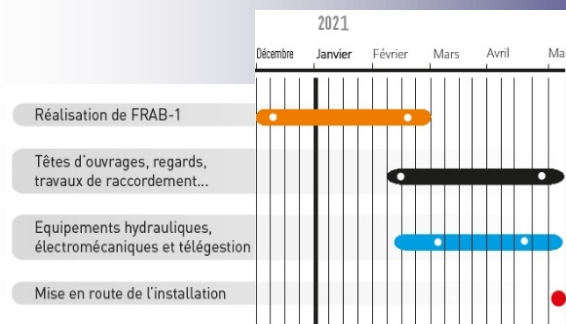 2021
Décembre Janvier Février Mars Avril Ma
Réalisation de FRAB-1
Têtes d'ouvrages, regards,
travaux de raccordement...
Equipements hydrauliques,
électromécaniques et télégestion
Mise en route de l'installation